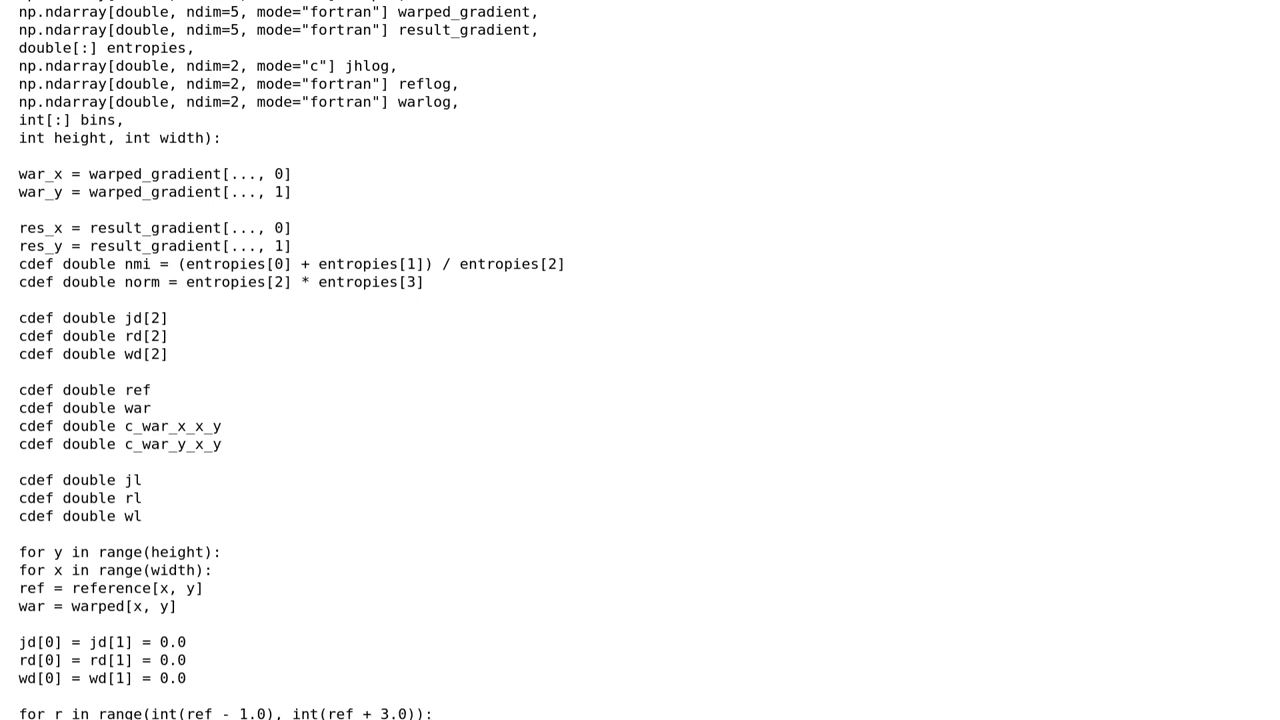 np.ndarray[double, ndim=5, mode="fortran"] warped_gradient,
np.ndarray[double, ndim=5, mode="fortran"] result_gradient,
double[:] entropies,
np.ndarray[double, ndim=2, mode="c"] jhlog,
np.ndarray[double, ndim=2, mode="fortran"] reflog,
np.ndarray[double, ndim=2, mode="fortran"] warlog,
int[:] bins,
int height, int width):

war_x = warped_gradient[..., 0]
war_y = warped_gradient[..., 1]

res_x = result_gradient[..., 0]
res_y = result_gradient[..., 1]
cdef double nmi = (entropies[0] + entropies[1]) / entropies[2]
cdef double norm = entropies[2] * entropies[3]

cdef double jd[2]
cdef double rd[2]
cdef double wd[2]

cdef double ref
cdef double war
cdef double c_war_x_x_y
cdef double c_war_y_x_y

cdef double jl
cdef double rl
cdef double wl

for y in range(height):
for x in range(width):
ref = reference[x, y]
war = warped[x, y]

jd[0] = jd[1] = 0.0
rd[0] = rd[1] = 0.0
wd[0] = wd[1] = 0.0

for r in range(int(ref - 1.0), int(ref + 3.0)):